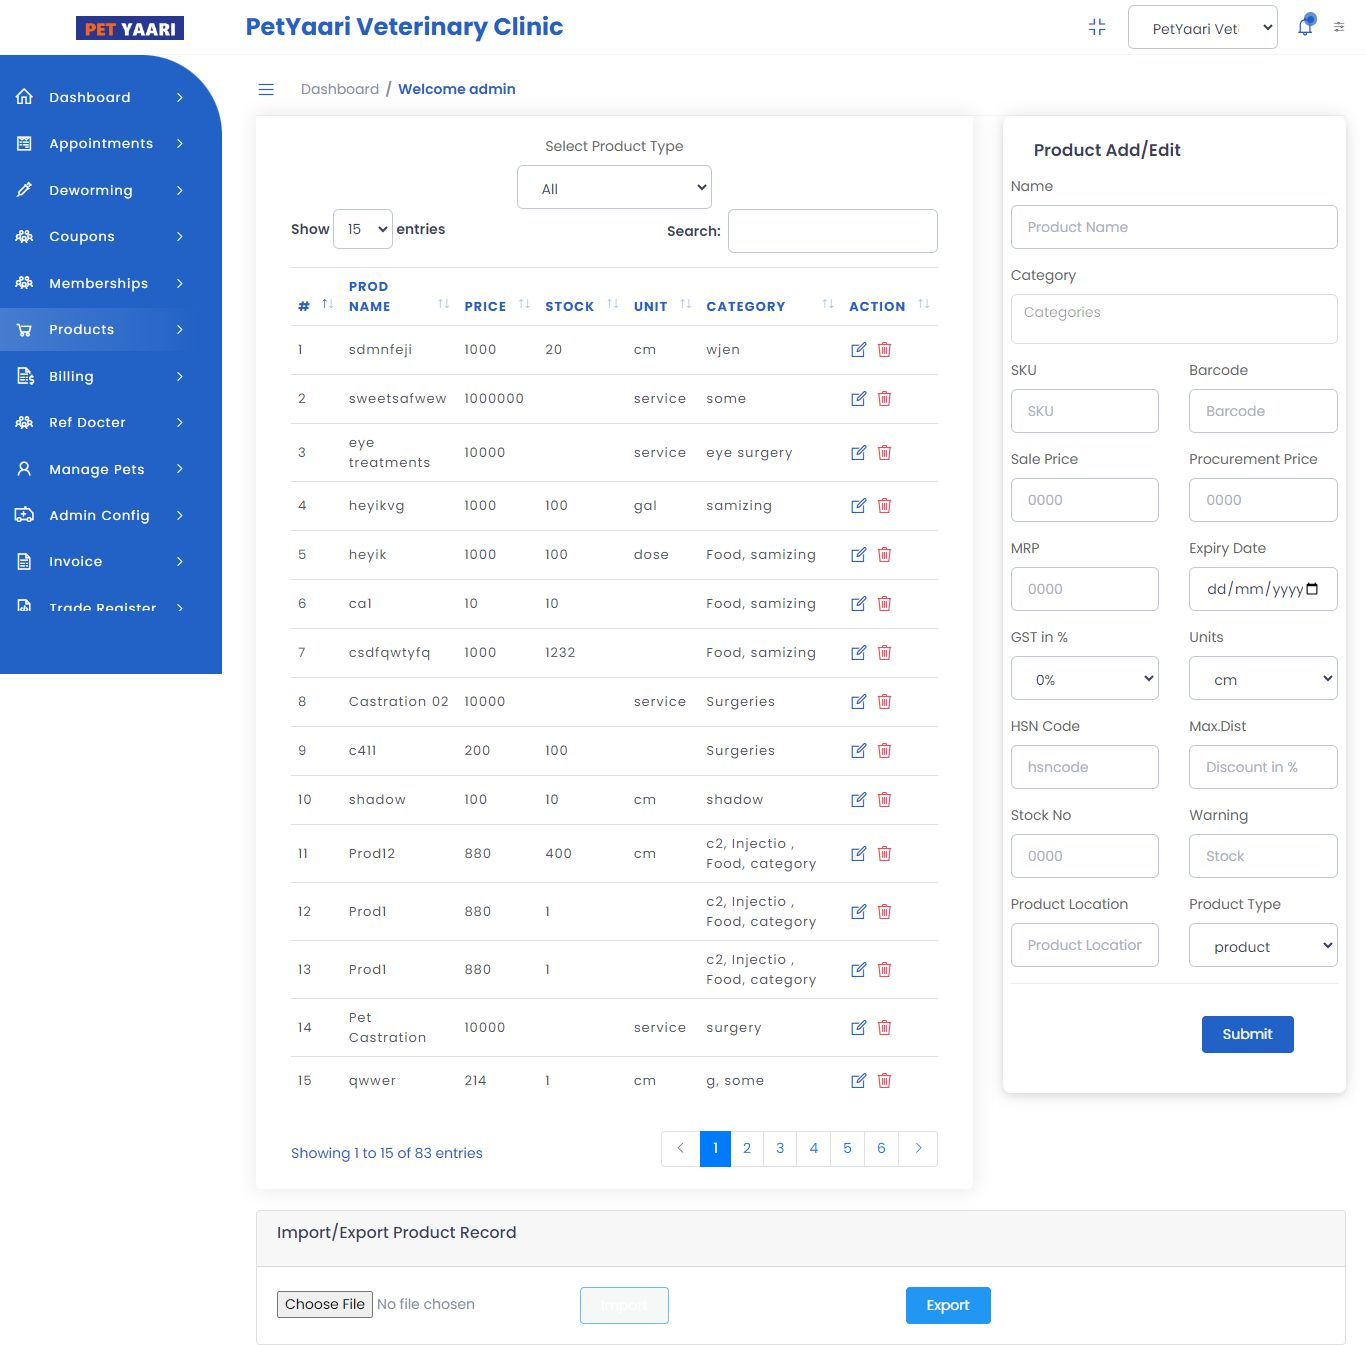 PET YAARI
PetYaari Veterinary Clinic
PetYaari Vet
Dashboard
Appointments
Deworming
Coupons
Memberships
Products
Billing
Ref Docter
Manage Pets
Admin Config
Invoice
Trade Register
Dashboard / Welcome admin
Select Product Type
All
Show 15 entries
Search:
# PROD NAME PRICE STOCK UNIT CATEGORY ACTION
1 sdmnfeji 1000 20 cm wjen
2 sweetsafwew 1000000 service some
3 eye treatments 10000 service eye surgery
4 heyikvg 1000 100 gal samizing
5 heyik 1000 100 dose Food, samizing
6 ca1 10 10 Food, samizing
7 csdfqwtyfq 1000 1232 Food, samizing
8 Castration 02 10000 service Surgeries
9 c411 200 100 Surgeries
10 shadow 100 10 cm shadow
11 Prod12 880 400 cm c2, Injectio , Food, category
12 Prod1 880 1 c2, Injectio , Food, category
13 Prod1 880 1 c2, Injectio , Food, category
14 Pet Castration 10000 service surgery
15 qwwer 214 1 cm g, some
Showing 1 to 15 of 83 entries
1 2 3 4 5 6
Product Add/Edit
Name
Product Name
Category
Categories
SKU Barcode
SKU Barcode
Sale Price Procurement Price
0000 0000
MRP Expiry Date
0000 dd/mm/yyyy
GST in % Units
0% cm
HSN Code Max.Dist
hsncode Discount in %
Stock No Warning
0000 Stock
Product Location Product Type
Product Location product
Submit
Import/Export Product Record
Choose File No file chosen
Import
Export